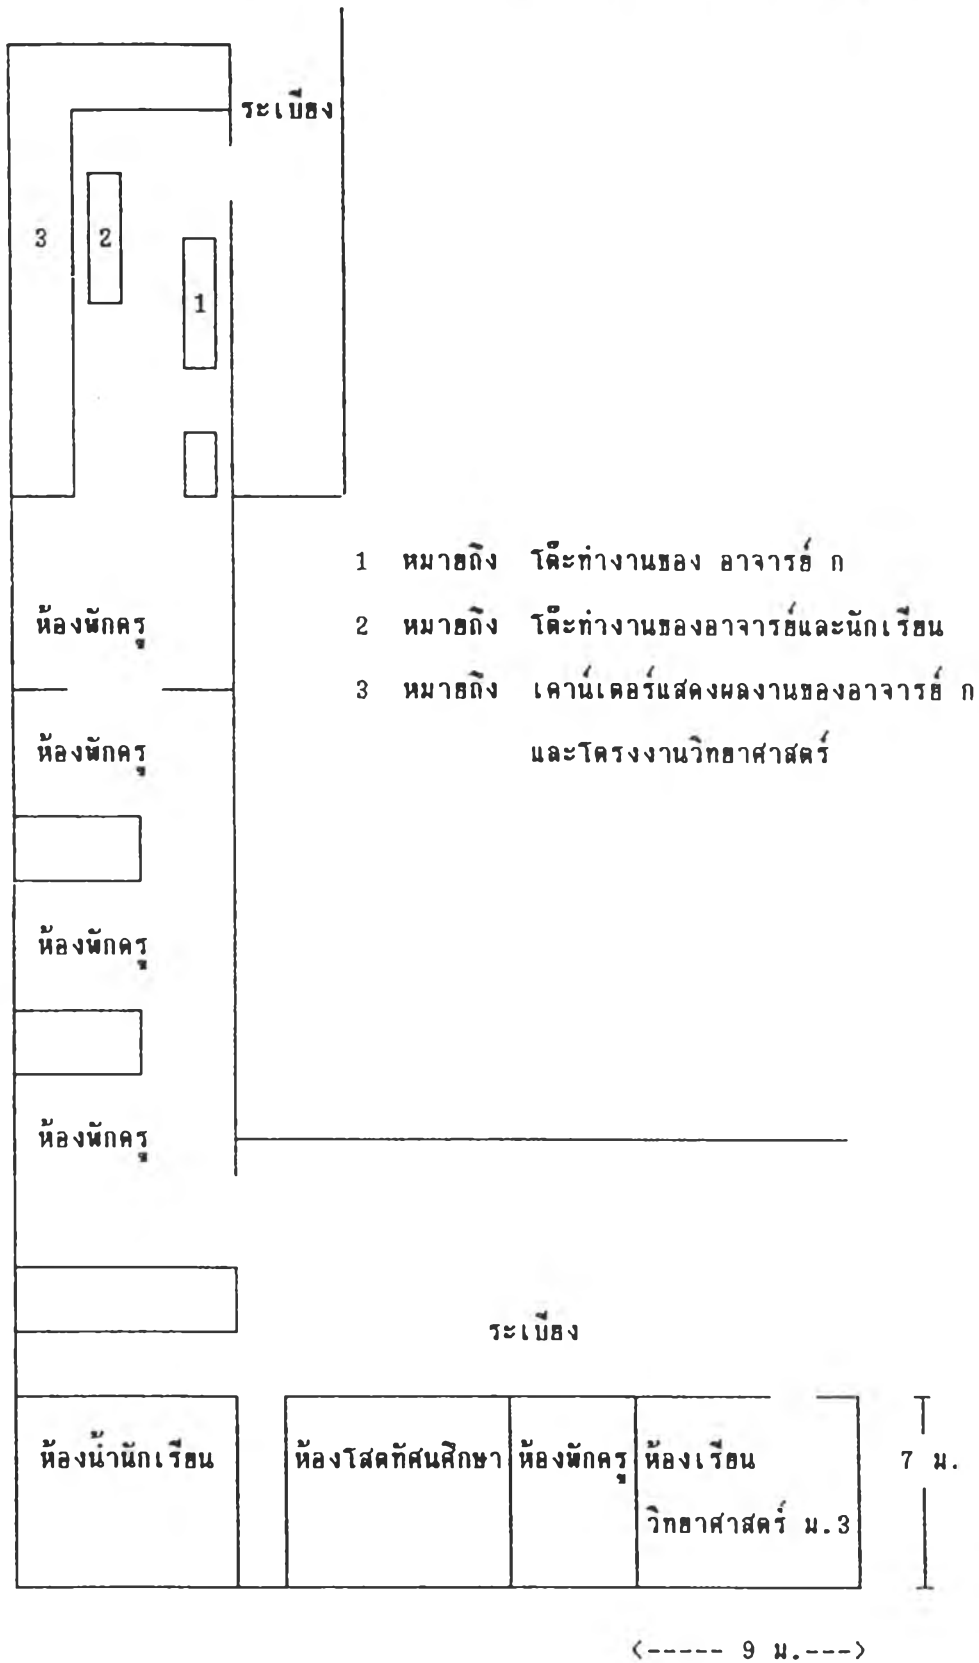 ระเบียง
3
2
1
1 หมายถึง โต๊ะทำงานของ อาจารย์ ก
ห้องพักครู
2 หมายถึง โต๊ะทำงานของอาจารย์และนักเรียน
3 หมายถึง เคาน์เตอร์แสดงผลงานของอาจารย์ ก
และโครงงานวิทยาศาสตร์
ห้องพักครู
ห้องพักครู
ห้องพักครู
ระเบียง
ห้องน้ำนักเรียน
ห้องโสตทัศนศึกษา
ห้องพักครู
ห้องเรียน
วิทยาศาสตร์ ม.3
7 ม.
<----- 9 ม.--->